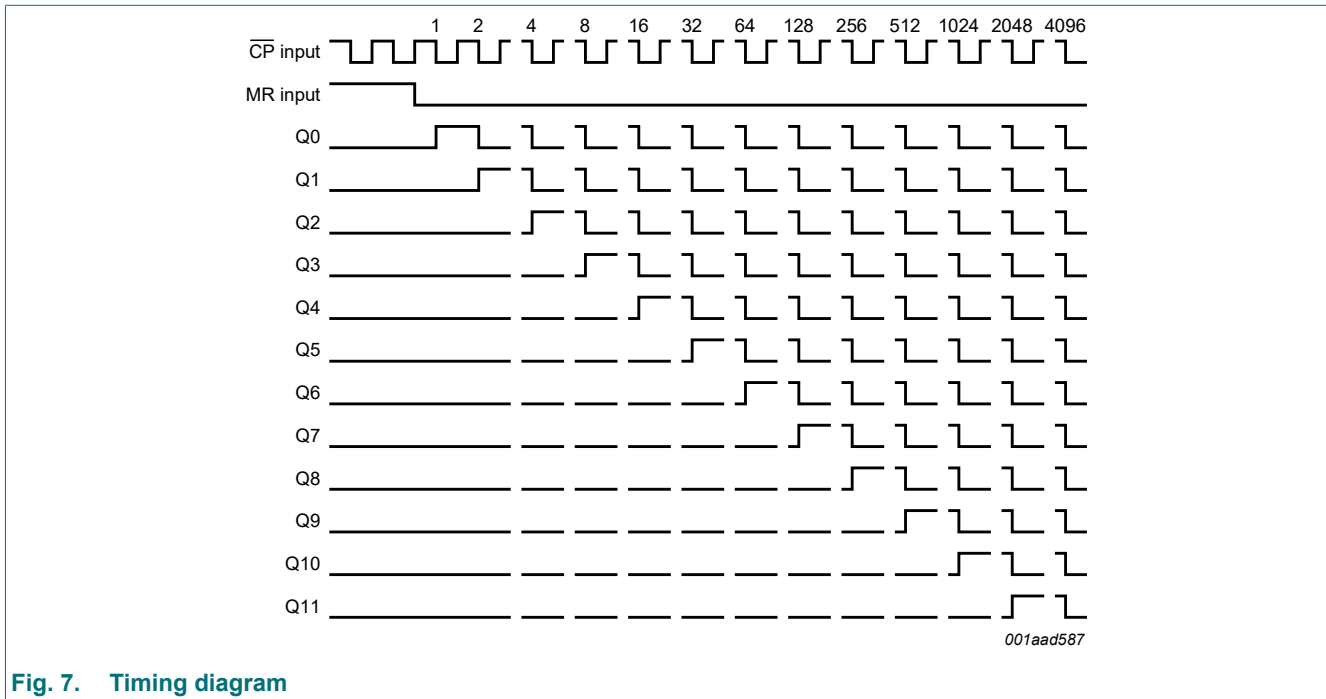 1 2 4 8 16 32 64 128 256 512 1024 2048 4096
CP input
MR input
Q0
Q1
Q2
Q3
Q4
Q5
Q6
Q7
Q8
Q9
Q10
Q11
001aad587
Fig. 7. Timing diagram